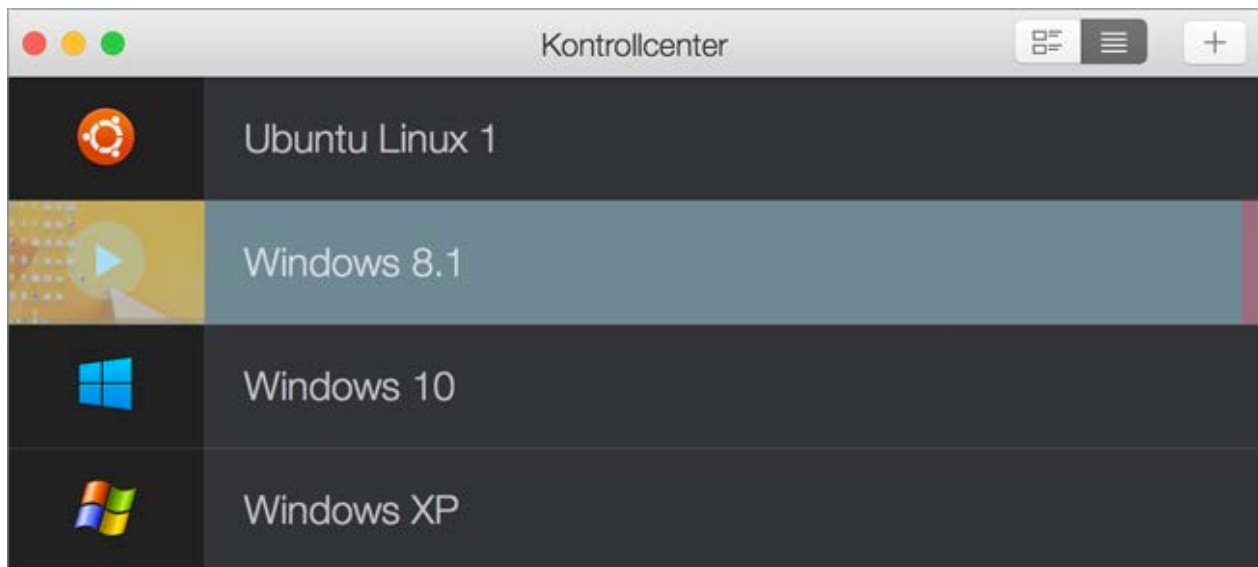 Kontrollcenter
Ubuntu Linux 1
Windows 8.1
Windows 10
Windows XP